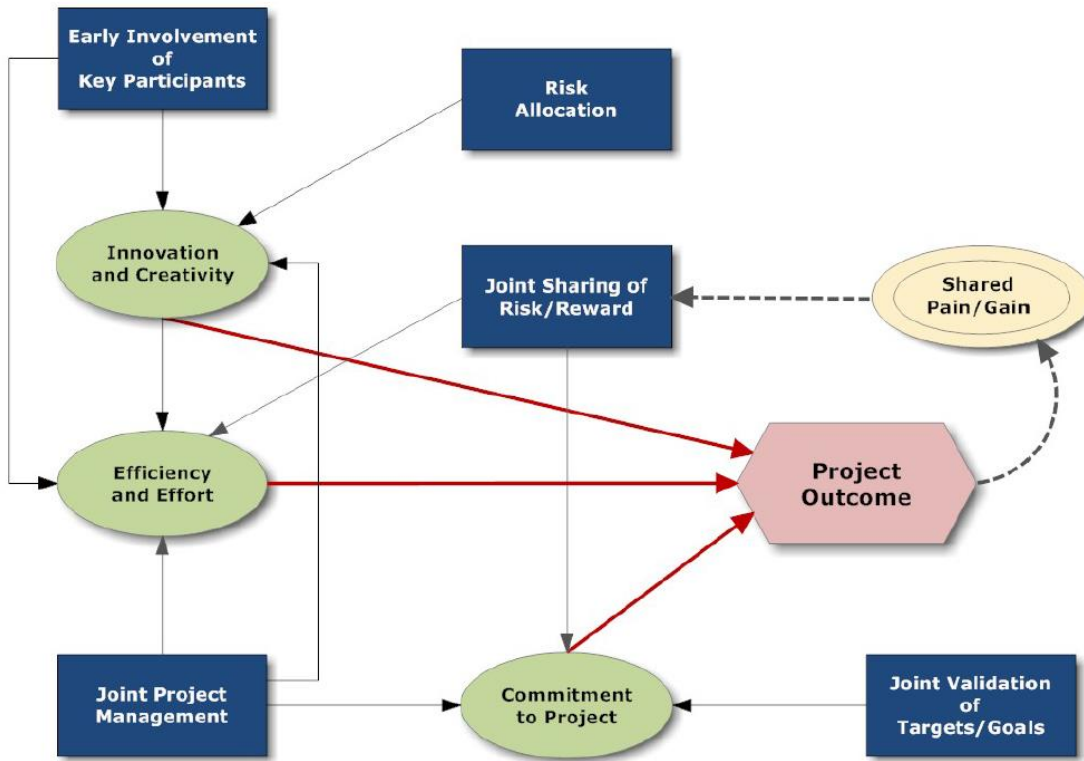 Early Involvement
of
Key Participants
Risk
Allocation
Innovation
and Creativity
Joint Sharing of
Risk/Reward
Shared
Pain/Gain
Efficiency
and Effort
Project
Outcome
Joint Project
Management
Commitment
to Project
Joint Validation
of
Targets/Goals